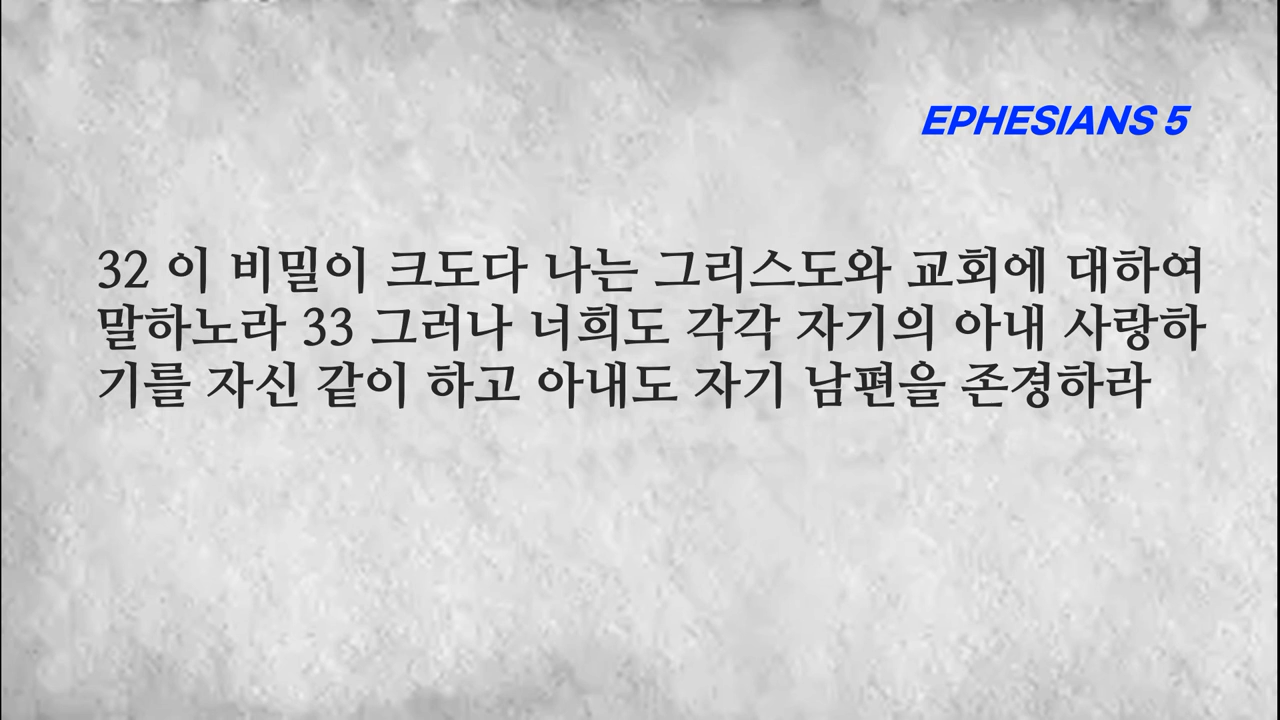 EPHESIANS 5
32 이 비밀이 크도다 나는 그리스도와 교회에 대하여
말하노라 33 그러나 너희도 각각 자기의 아내 사랑하
기를 자신 같이 하고 아내도 자기 남편을 존경하라